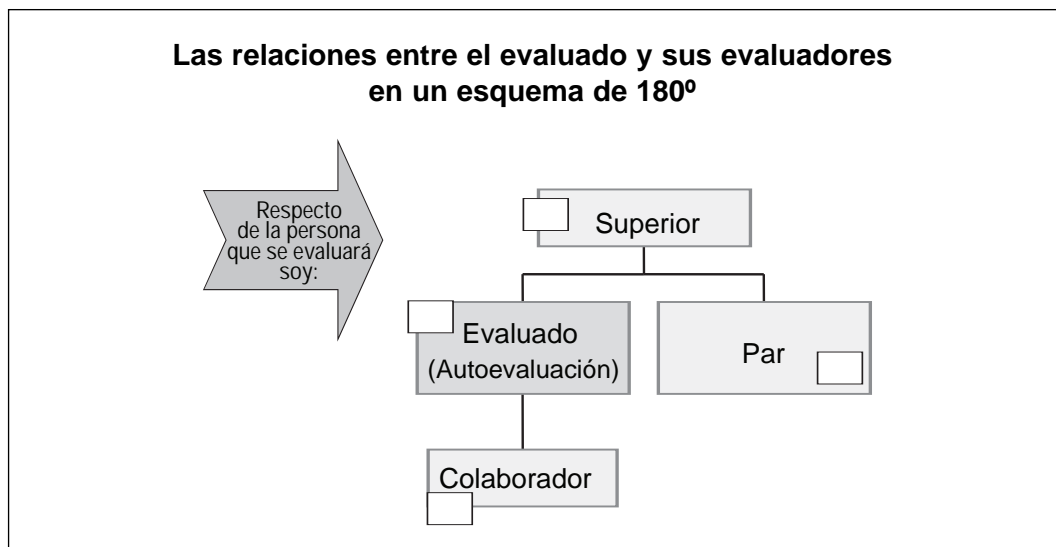 Las relaciones entre el evaluado y sus evaluadores
en un esquema de 180º
Respecto
de la persona
que se evaluará
soy:
Superior
Evaluado
(Autoevaluación)
Par
Colaborador